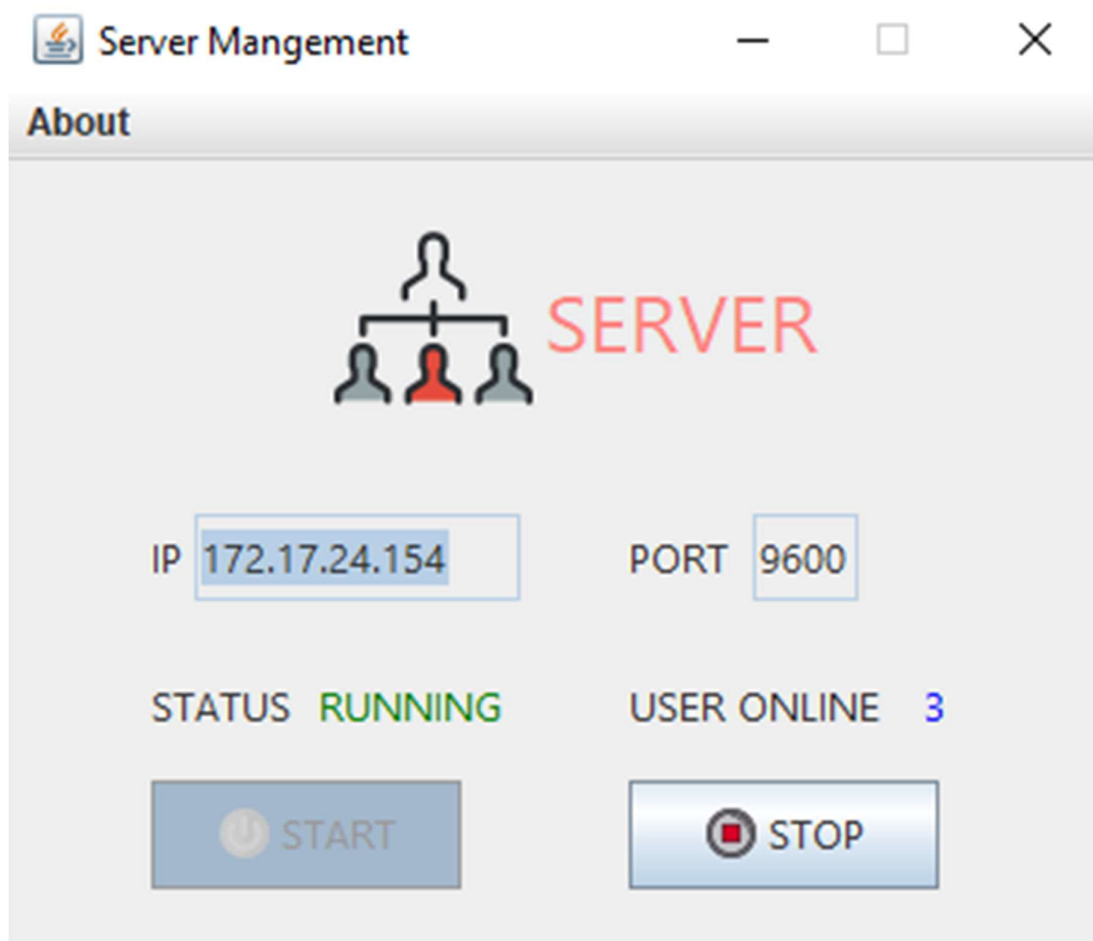 Server Mangement
About
SERVER
IP 172.17.24.154 PORT 9600
STATUS RUNNING USER ONLINE 3
START STOP